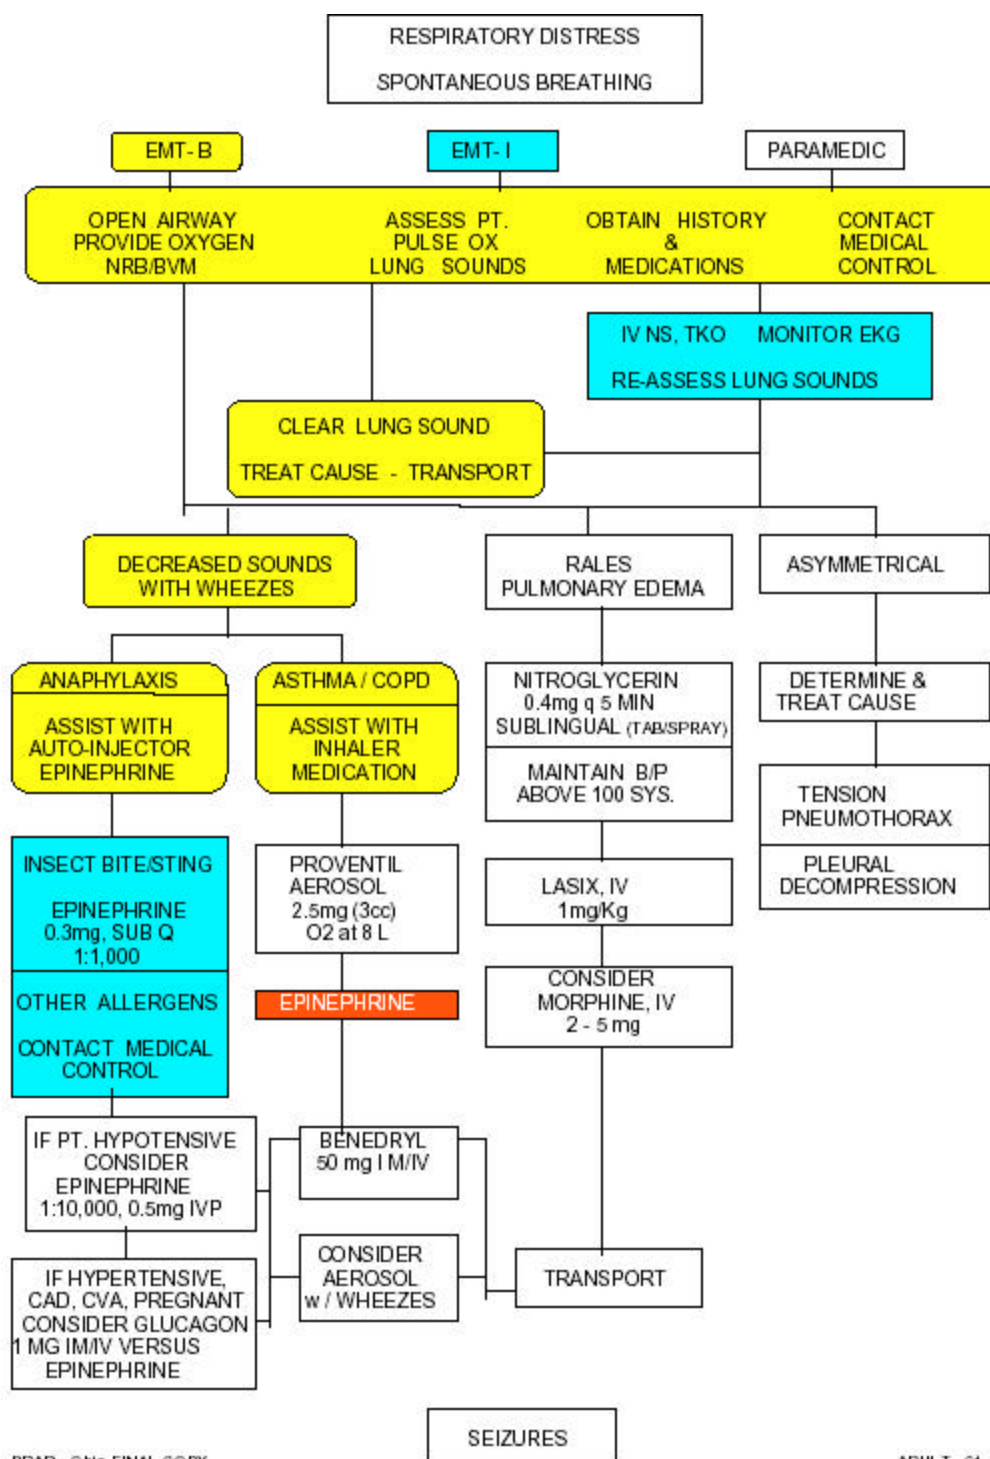 RESPIRATORY DISTRESS
SPONTANEOUS BREATHING
EMT- B
EMT- I
PARAMEDIC
OPEN AIRWAY
PROVIDE OXYGEN
NRB/BVM
ASSESS PT.
PULSE OX
LUNG SOUNDS
OBTAIN HISTORY
&
MEDICATIONS
CONTACT
MEDICAL
CONTROL
IV NS, TKO MONITOR EKG
RE-ASSESS LUNG SOUNDS
CLEAR LUNG SOUND
TREAT CAUSE - TRANSPORT
DECREASED SOUNDS
WITH WHEEZES
RALES
PULMONARY EDEMA
ASYMMETRICAL
ANAPHYLAXIS
ASSIST WITH
AUTO-INJECTOR
EPINEPHRINE
ASTHMA / COPD
ASSIST WITH
INHALER
MEDICATION
NITROGLYCERIN
0.4mg q 5 MIN
SUBLINGUAL (TAB/SPRAY)
MAINTAIN B/P
ABOVE 100 SYS.
DETERMINE &
TREAT CAUSE
TENSION
PNEUMOTHORAX
PLEURAL
DECOMPRESSION
INSECT BITE/STING
EPINEPHRINE
0.3mg, SUB Q
1:1,000
OTHER ALLERGENS
CONTACT MEDICAL
CONTROL
PROVENTIL
AEROSOL
2.5mg (3cc)
O2 at 8 L
EPINEPHRINE
LASIX, IV
1mg/Kg
CONSIDER
MORPHINE, IV
2 - 5 mg
IF PT. HYPOTENSIVE
CONSIDER
EPINEPHRINE
1:10,000, 0.5mg IVP
BENEDRYL
50 mg I M/IV
IF HYPERTENSIVE,
CAD, CVA, PREGNANT
CONSIDER GLUCAGON
1 MG IM/IV VERSUS
EPINEPHRINE
CONSIDER
AEROSOL
w / WHEEZES
TRANSPORT
SEIZURES
FINAL COPY
ADULT